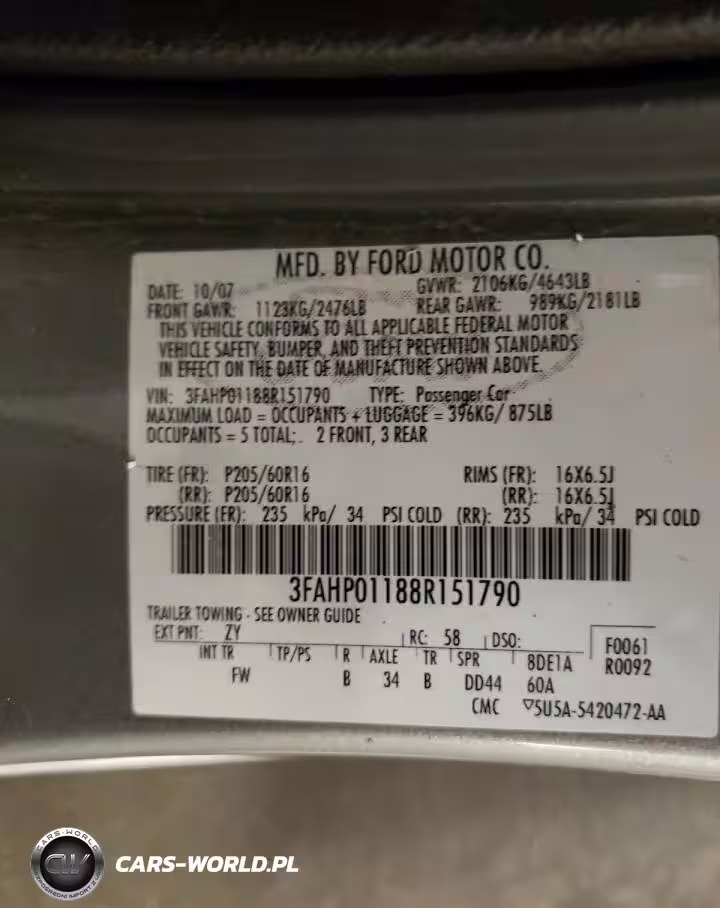 MFD. BY FORD MOTOR CO.
DATE: 10/07 GVWR: 2106KG/4643LB
FRONT GAWR: 1123KG/2476LB REAR GAWR: 989KG/2181LB
THIS VEHICLE CONFORMS TO ALL APPLICABLE FEDERAL MOTOR
VEHICLE SAFETY, BUMPER, AND THEFT PREVENTION STANDARDS
IN EFFECT ON THE DATE OF MANUFACTURE SHOWN ABOVE.
VIN: 3FAHP01188R151790 TYPE: Passenger Car
MAXIMUM LOAD = OCCUPANTS + LUGGAGE = 396KG/ 875LB
OCCUPANTS = 5 TOTAL; . 2 FRONT, 3 REAR
TIRE (FR): P205/60R16 RIMS (FR): 16X6.5J
(RR): P205/60R16 (RR): 16X6.5J
PRESSURE (FR): 235 kPa/ 34 PSI COLD (RR): 235 kPa/ 34 PSI COLD
3FAHP01188R151790
TRAILER TOWING - SEE OWNER GUIDE
EXT PNT: ZY RC: 58 DSO: F0061
INT TR TP/PS R AXLE TR SPR 8DE1A R0092
FW B 34 B DD44 60A
CMC ▽5U5A-5420472-AA
CARS-WORLD
CW
CARS-WORLD.PL